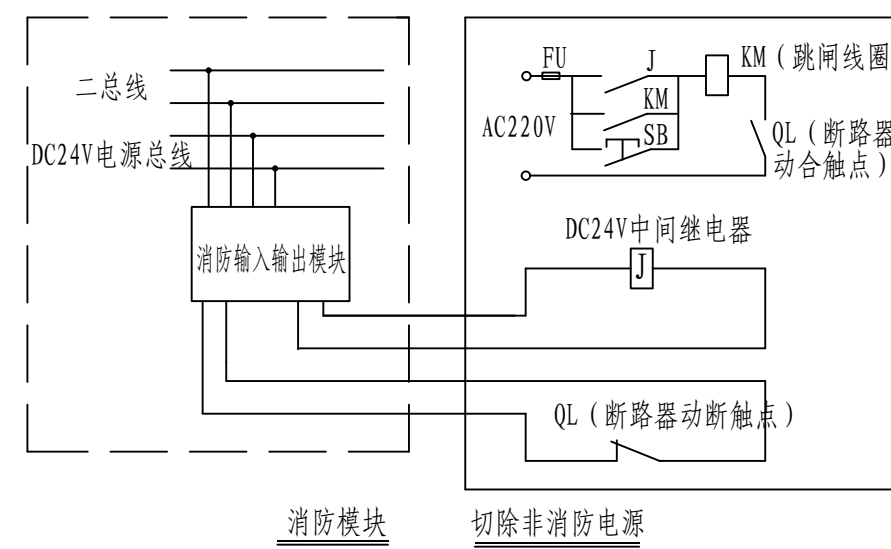 二总线
DC24V电源总线
消防输入输出模块
FU
J
KM（跳闸线圈
KM
AC220V
SB
QL（断路器
动合触点）
DC24V中间继电器
J
QL（断路器动断触点）
消防模块
切除非消防电源